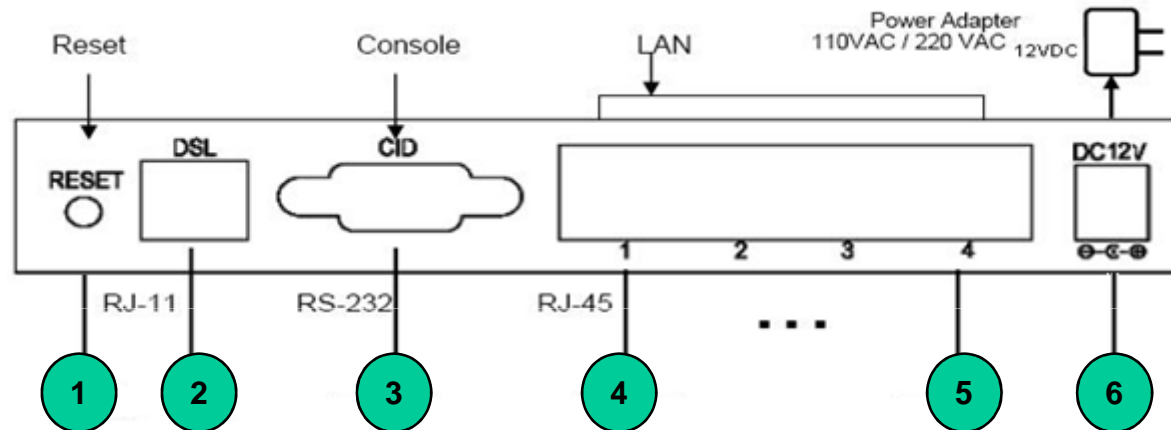 Reset
Console
LAN
Power Adapter
110VAC / 220 VAC 12VDC
RESET
DSL
CID
DC12V
1 2 3 4
RJ-11
RS-232
RJ-45
...
1 2 3 4 5 6